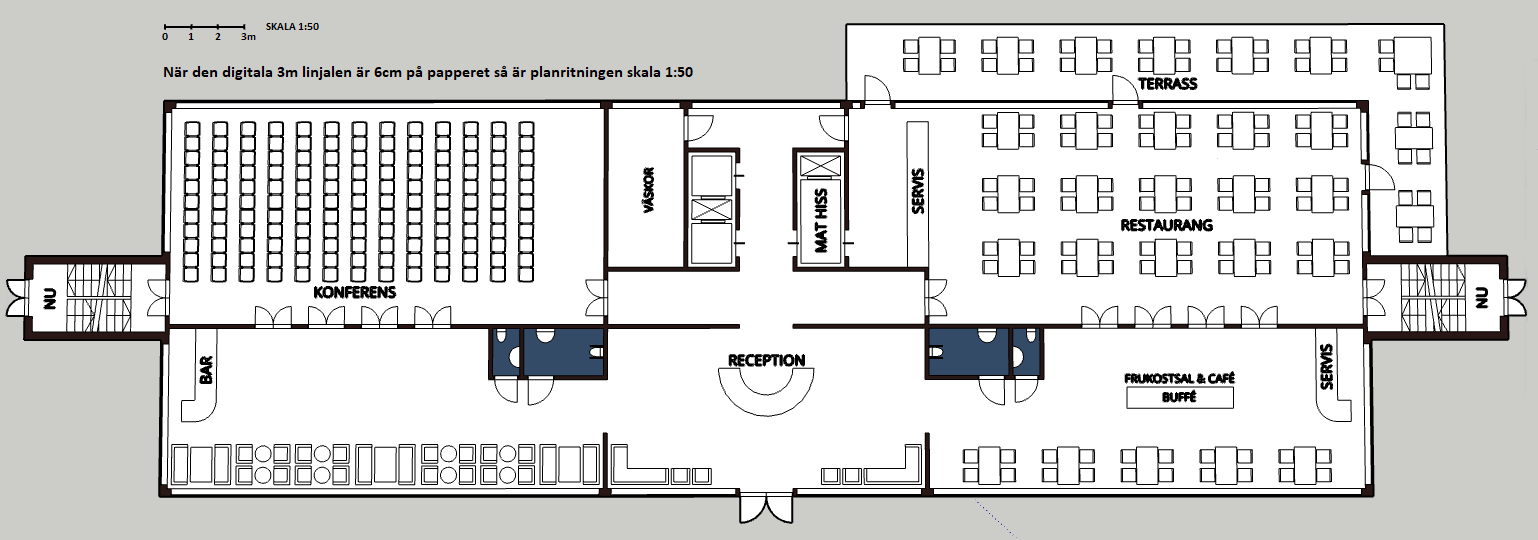 SKALA 1:50
0 1 2 3m
När den digitala 3m linjalen är 6cm på papperet så är planritningen skala 1:50
TERRASS
VÄSKOR
MAT HISS
SERVIS
RESTAURANG
KONFERENS
NU
NU
BAR
RECEPTION
SERVIS
FRUKOSTSAL & CAFÉ
BUFFÉ